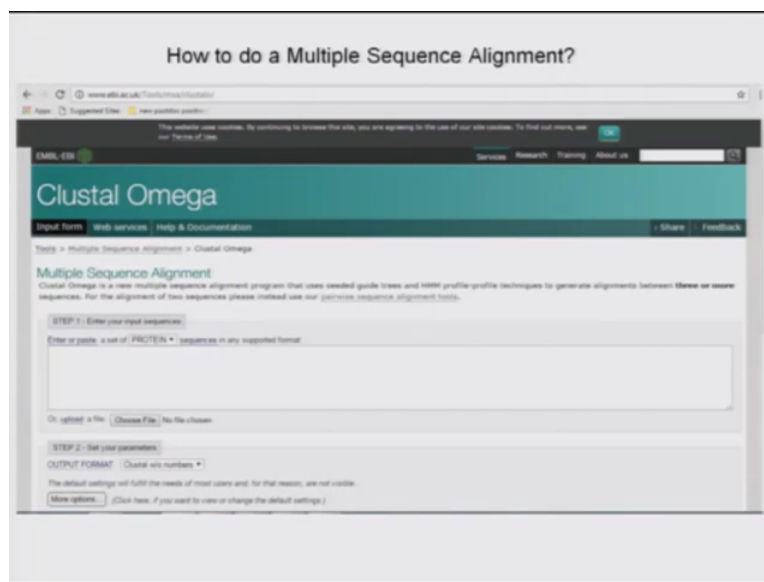 How to do a Multiple Sequence Alignment?
www.ebi.ac.uk/Tools/msa/clustalo/
Apps Suggested Sites new postdoc positio
This website uses cookies. By continuing to browse this site, you are agreeing to the use of our site cookies. To find out more, see
our Terms of Use.
OK
EMBL-EBI
Services Research Training About us
Clustal Omega
Input form Web services Help & Documentation Share Feedback
Tools > Multiple Sequence Alignment > Clustal Omega
Multiple Sequence Alignment
Clustal Omega is a new multiple sequence alignment program that uses seeded guide trees and HMM profile-profile techniques to generate alignments between three or more
sequences. For the alignment of two sequences please instead use our pairwise sequence alignment tools.
STEP 1 - Enter your input sequences
Enter or paste a set of PROTEIN sequences in any supported format:
Or, upload a file: Choose File No file chosen
STEP 2 - Set your parameters
OUTPUT FORMAT Clustal w/o numbers
The default settings will fulfill the needs of most users and, for that reason, are not visible.
More options... (Click here, if you want to view or change the default settings.)